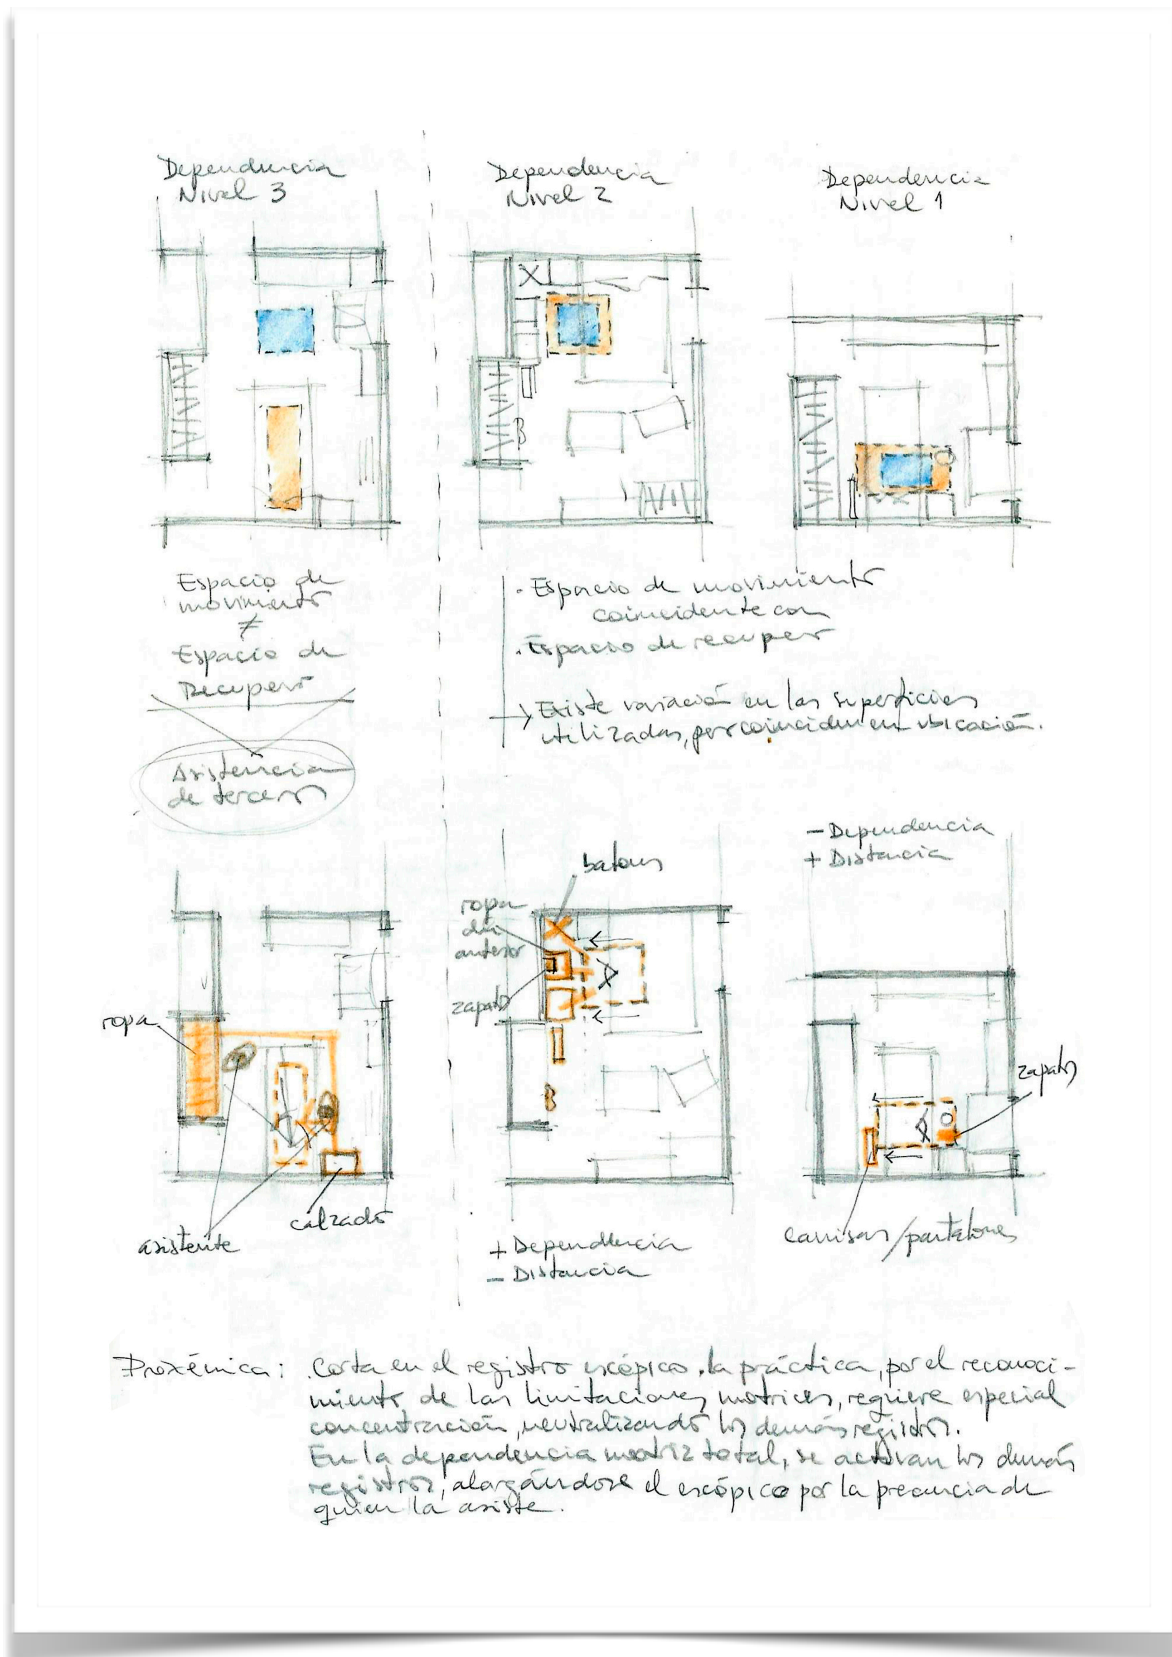 Dependencia
Nivel 3
Dependencia
Nivel 2
Dependencia
Nivel 1
Espacio de
movimiento
≠
Espacio de
Recupero
Asistencia
de terceros
· Espacio de movimiento
coincidente con
· Espacio de recupero
→ Existe variación en las superficies
utilizadas, pero coinciden en ubicación.
ropa
asistente
calzado
batones
ropa
día
anterior
zapatos
+ Dependencia
- Distancia
- Dependencia
+ Distancia
zapatos
camisas/pantalones
Proxémica: Corta en el registro escópico. la práctica, por el reconoci-
miento de las limitaciones motrices, requiere especial
concentración, neutralizando los demás registros.
En la dependencia motriz total, se activan los demás
registros, alargándose el escópico por la presencia de
quien la asiste.